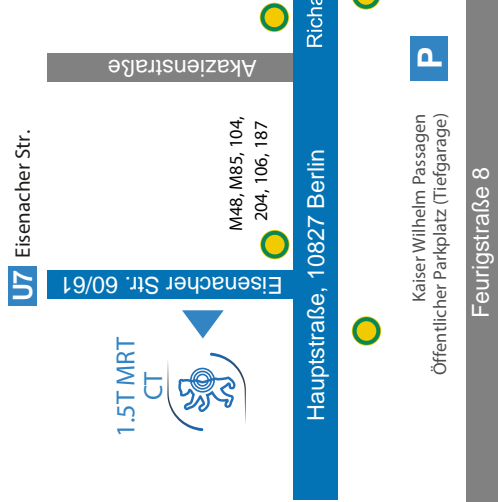 Akazienstraße
Richa
P
U7 Eisenacher Str.
M48, M85, 104,
204, 106, 187
Eisenacher Str. 60/61
1.5T MRT
CT
Hauptstraße, 10827 Berlin
Kaiser Wilhelm Passagen
Öffentlicher Parkplatz (Tiefgarage)
Feurigstraße 8